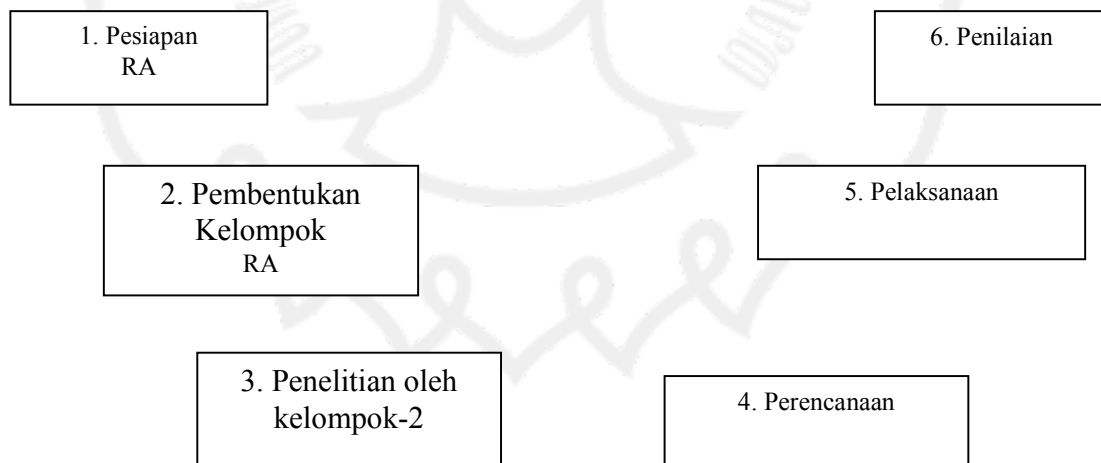 1. Pesiapan
RA
2. Pembentukan
Kelompok
RA
3. Penelitian oleh
kelompok-2
4. Perencanaan
5. Pelaksanaan
6. Penilaian